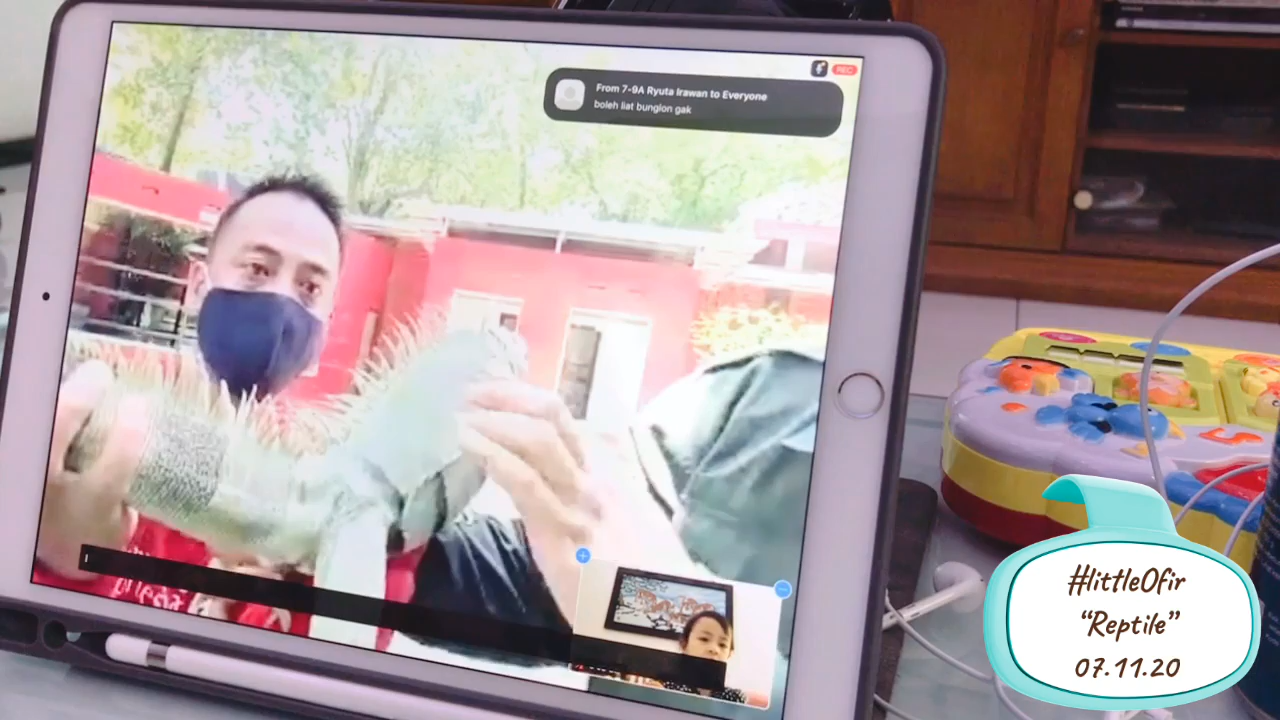 REC
From 7-9A Ryuta Irawan to Everyone
boleh liat bunglon gak
#littleOfir
“Reptile”
07.11.20